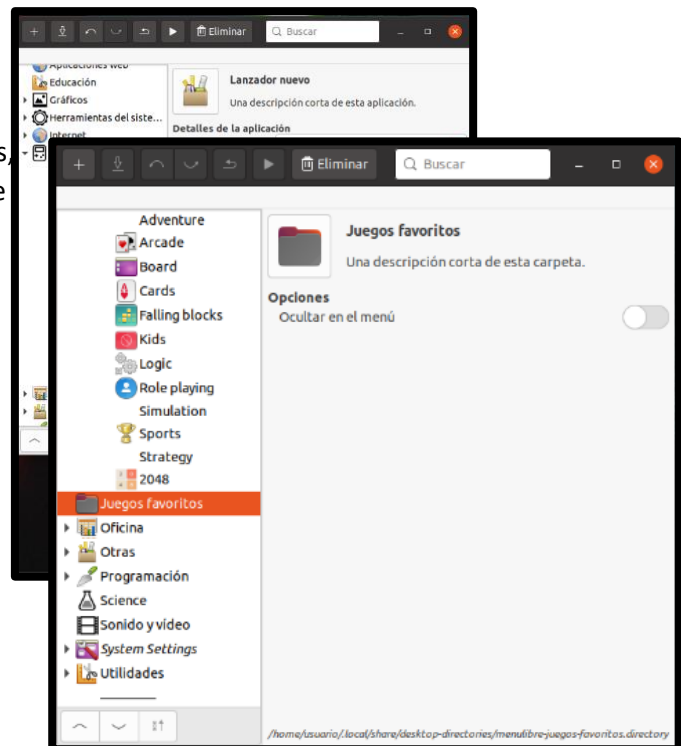 Eliminar
Buscar
Aplicaciones web
Educación
Gráficos
Herramientas del siste...
Internet
Lanzador nuevo
Una descripción corta de esta aplicación.
Detalles de la aplicación
s,
e
Eliminar
Buscar
Adventure
Arcade
Board
Cards
Falling blocks
Kids
Logic
Role playing
Simulation
Sports
Strategy
2048
Juegos favoritos
Oficina
Otras
Programación
Science
Sonido y vídeo
System Settings
Utilidades
Juegos favoritos
Una descripción corta de esta carpeta.
Opciones
Ocultar en el menú
/home/usuario/.local/share/desktop-directories/menulibre-juegos-favoritos.directory